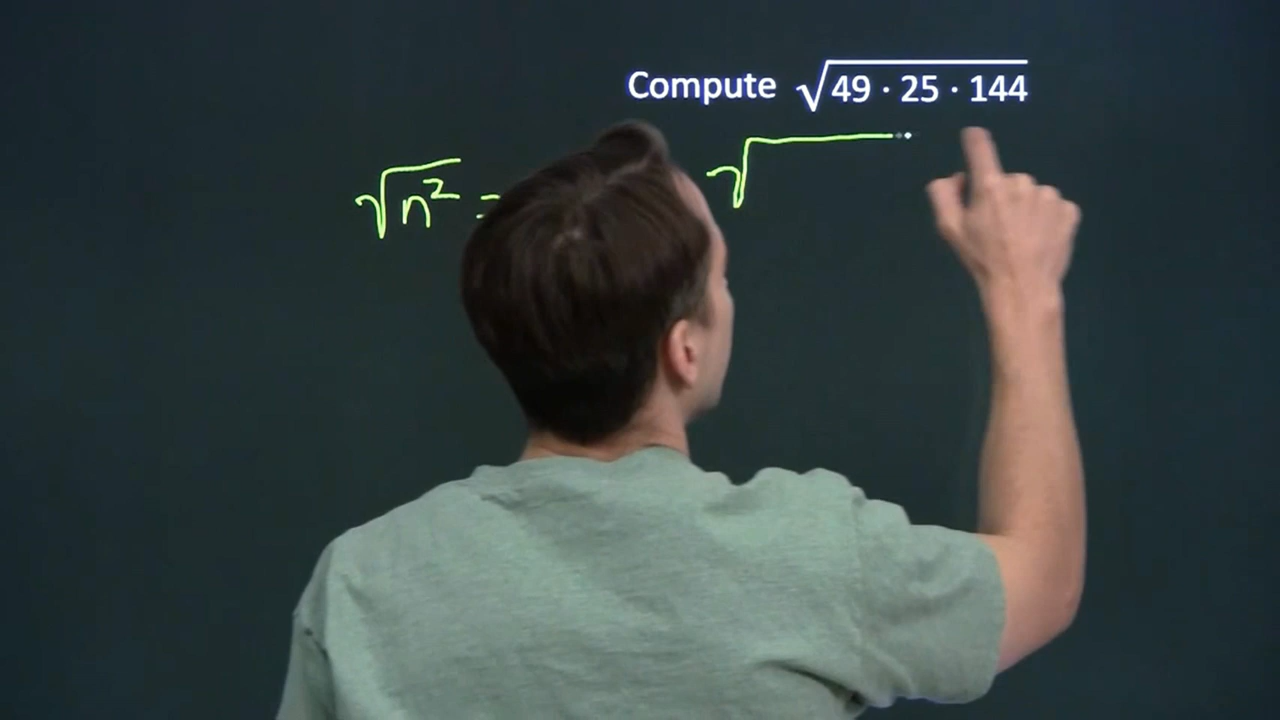 Compute √49 · 25 · 144
√n² = √